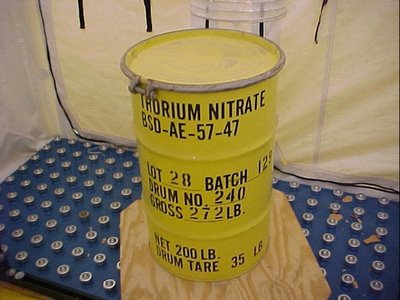 THORIUM NITRATE
BSD-AE-57-47
LOT 28 BATCH 129
DRUM NO. 240
GROSS 272 LB.
NET 200 LB.
DRUM TARE 35 LB.